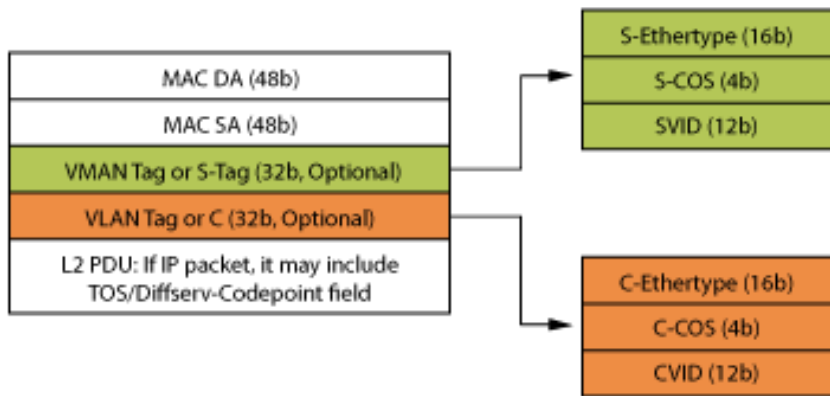 MAC DA (48b)
MAC SA (48b)
VMAN Tag or S-Tag (32b, Optional)
VLAN Tag or C (32b, Optional)
L2 PDU: If IP packet, it may include
TOS/Diffserv-Codepoint field
S-Ethertype (16b)
S-COS (4b)
SVID (12b)
C-Ethertype (16b)
C-COS (4b)
CVID (12b)